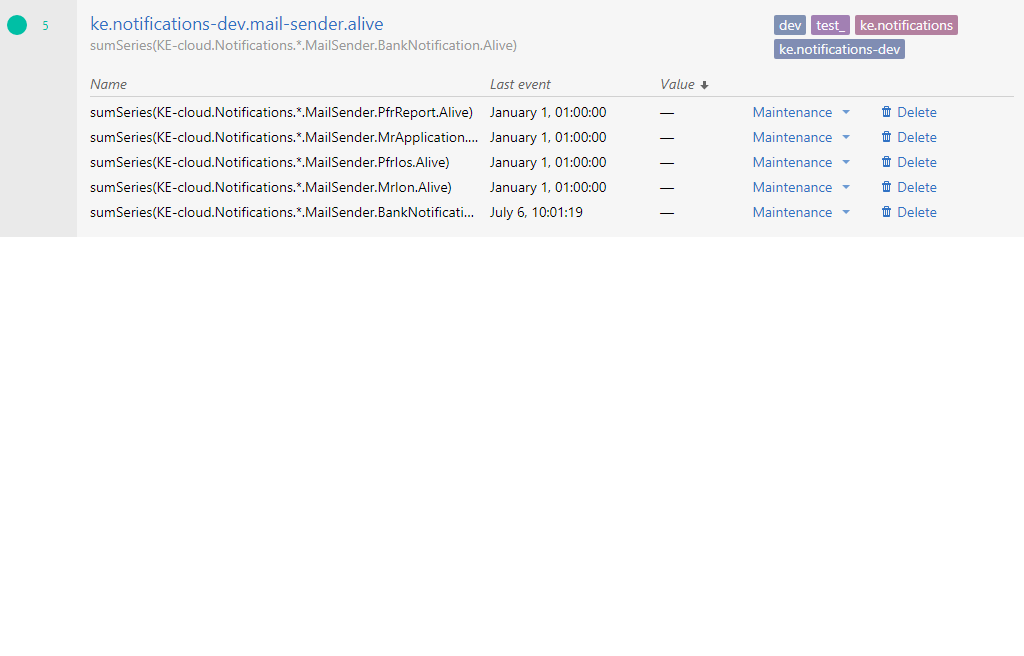 5
ke.notifications-dev.mail-sender.alive
sumSeries(KE-cloud.Notifications.*.MailSender.BankNotification.Alive)
dev test_ ke.notifications
ke.notifications-dev
Name Last event Value
sumSeries(KE-cloud.Notifications.*.MailSender.PfrReport.Alive) January 1, 01:00:00 — Maintenance Delete
sumSeries(KE-cloud.Notifications.*.MailSender.MrApplication.... January 1, 01:00:00 — Maintenance Delete
sumSeries(KE-cloud.Notifications.*.MailSender.PfrIos.Alive) January 1, 01:00:00 — Maintenance Delete
sumSeries(KE-cloud.Notifications.*.MailSender.MrIon.Alive) January 1, 01:00:00 — Maintenance Delete
sumSeries(KE-cloud.Notifications.*.MailSender.BankNotificati... July 6, 10:01:19 — Maintenance Delete